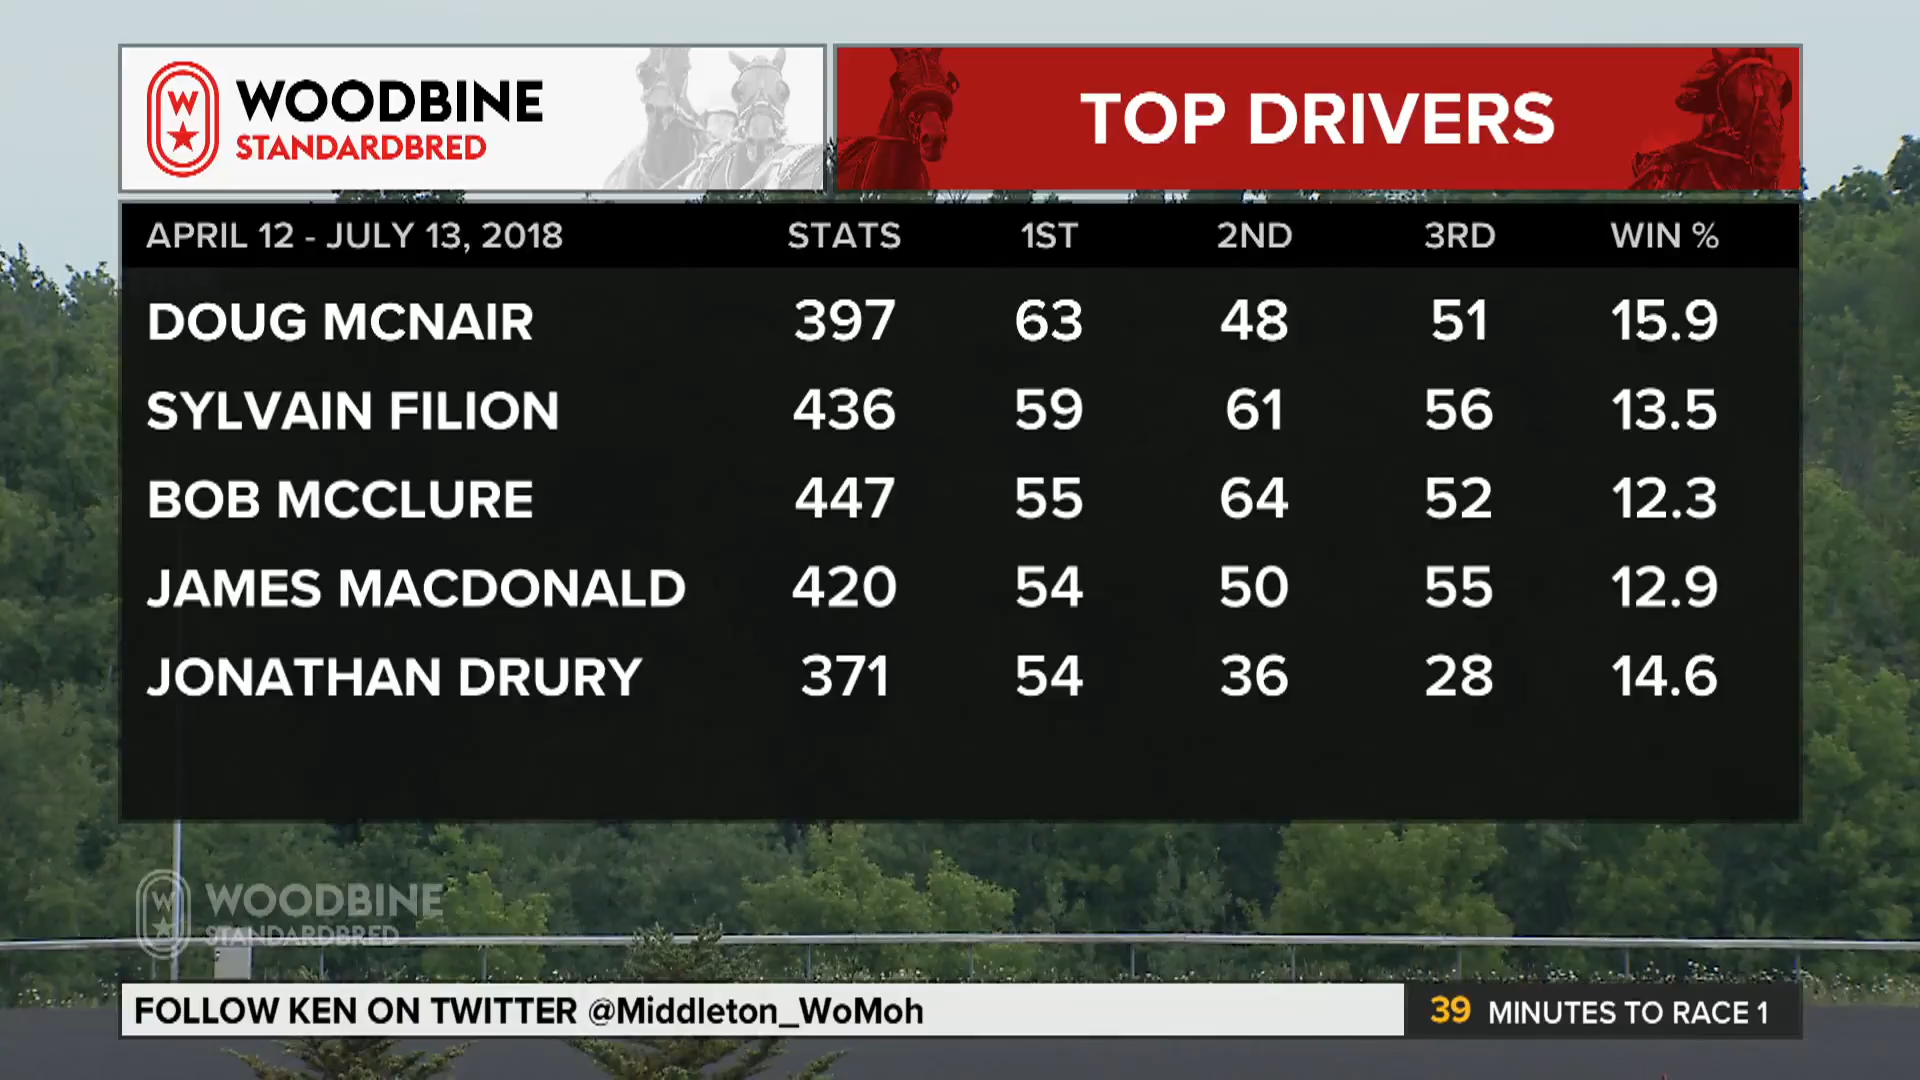 W WOODBINE
STANDARDBRED
TOP DRIVERS
APRIL 12 - JULY 13, 2018 STATS 1ST 2ND 3RD WIN %
DOUG MCNAIR 397 63 48 51 15.9
SYLVAIN FILION 436 59 61 56 13.5
BOB MCCLURE 447 55 64 52 12.3
JAMES MACDONALD 420 54 50 55 12.9
JONATHAN DRURY 371 54 36 28 14.6
W WOODBINE
STANDARDBRED
FOLLOW KEN ON TWITTER @Middleton_WoMoh
39 MINUTES TO RACE 1